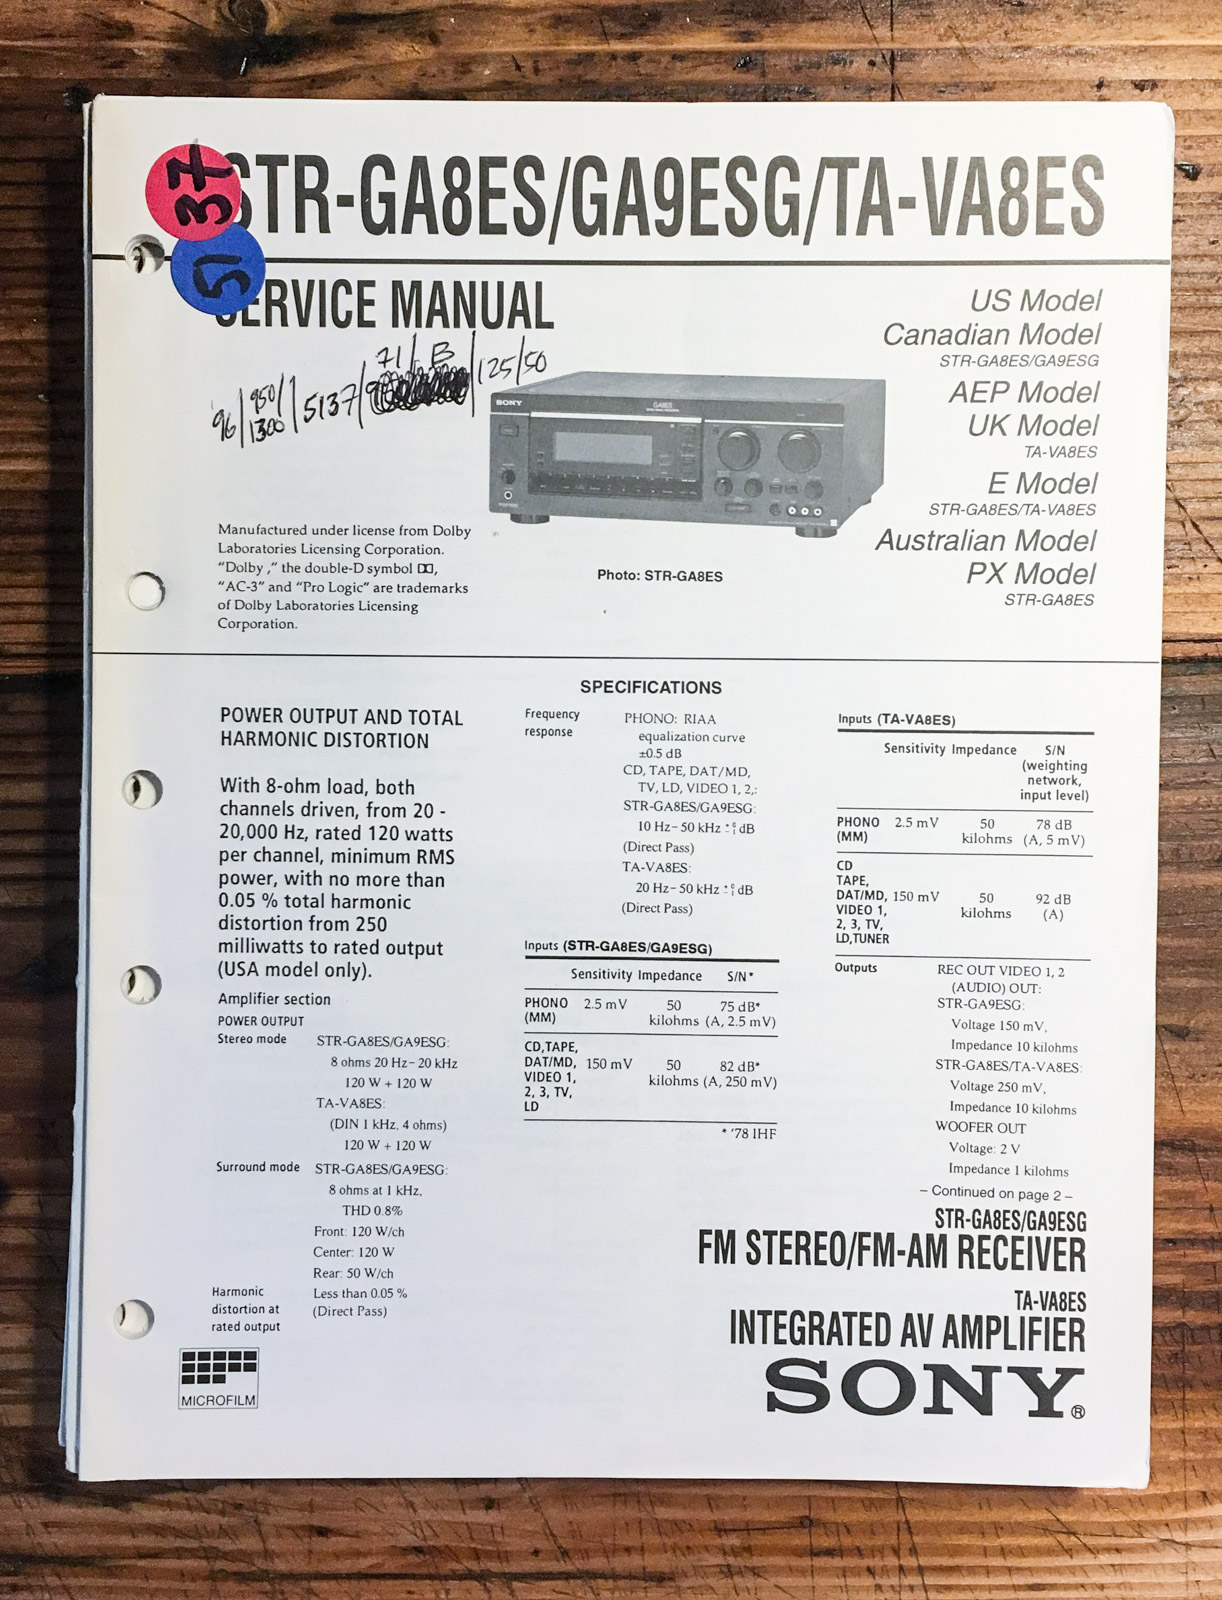 37
STR-GA8ES/GA9ESG/TA-VA8ES
51
SERVICE MANUAL
'96/950/1300/5137/71/B/125/50
SONY
US Model
Canadian Model
STR-GA8ES/GA9ESG
AEP Model
UK Model
TA-VA8ES
E Model
STR-GA8ES/TA-VA8ES
Australian Model
PX Model
STR-GA8ES
Photo: STR-GA8ES
Manufactured under license from Dolby
Laboratories Licensing Corporation.
“Dolby ,” the double-D symbol DD,
“AC-3” and “Pro Logic” are trademarks
of Dolby Laboratories Licensing
Corporation.
SPECIFICATIONS
POWER OUTPUT AND TOTAL
HARMONIC DISTORTION
With 8-ohm load, both
channels driven, from 20 -
20,000 Hz, rated 120 watts
per channel, minimum RMS
power, with no more than
0.05 % total harmonic
distortion from 250
milliwatts to rated output
(USA model only).
Amplifier section
POWER OUTPUT
Stereo mode STR-GA8ES/GA9ESG:
8 ohms 20 Hz– 20 kHz
120 W + 120 W
TA-VA8ES:
(DIN 1 kHz, 4 ohms)
120 W + 120 W
Surround mode STR-GA8ES/GA9ESG:
8 ohms at 1 kHz,
THD 0.8%
Front: 120 W/ch
Center: 120 W
Rear: 50 W/ch
Harmonic Less than 0.05 %
distortion at (Direct Pass)
rated output
MICROFILM
Frequency PHONO: RIAA
response equalization curve
±0.5 dB
CD, TAPE, DAT/MD,
TV, LD, VIDEO 1, 2,:
STR-GA8ES/GA9ESG:
10 Hz– 50 kHz +0 -1 dB
(Direct Pass)
TA-VA8ES:
20 Hz– 50 kHz +0 -1 dB
(Direct Pass)
Inputs (STR-GA8ES/GA9ESG)
Sensitivity Impedance S/N*
PHONO 2.5 mV 50 75 dB*
(MM) kilohms (A, 2.5 mV)
CD,TAPE,
DAT/MD, 150 mV 50 82 dB*
VIDEO 1, kilohms (A, 250 mV)
2, 3, TV,
LD
* '78 IHF
Inputs (TA-VA8ES)
Sensitivity Impedance S/N
(weighting
network,
input level)
PHONO 2.5 mV 50 78 dB
(MM) kilohms (A, 5 mV)
CD
TAPE,
DAT/MD, 150 mV 50 92 dB
VIDEO 1, kilohms (A)
2, 3, TV,
LD,TUNER
Outputs REC OUT VIDEO 1, 2
(AUDIO) OUT:
STR-GA9ESG:
Voltage 150 mV,
Impedance 10 kilohms
STR-GA8ES/TA-VA8ES:
Voltage 250 mV,
Impedance 10 kilohms
WOOFER OUT
Voltage: 2 V
Impedance 1 kilohms
– Continued on page 2 –
STR-GA8ES/GA9ESG
FM STEREO/FM-AM RECEIVER
TA-VA8ES
INTEGRATED AV AMPLIFIER
SONY®